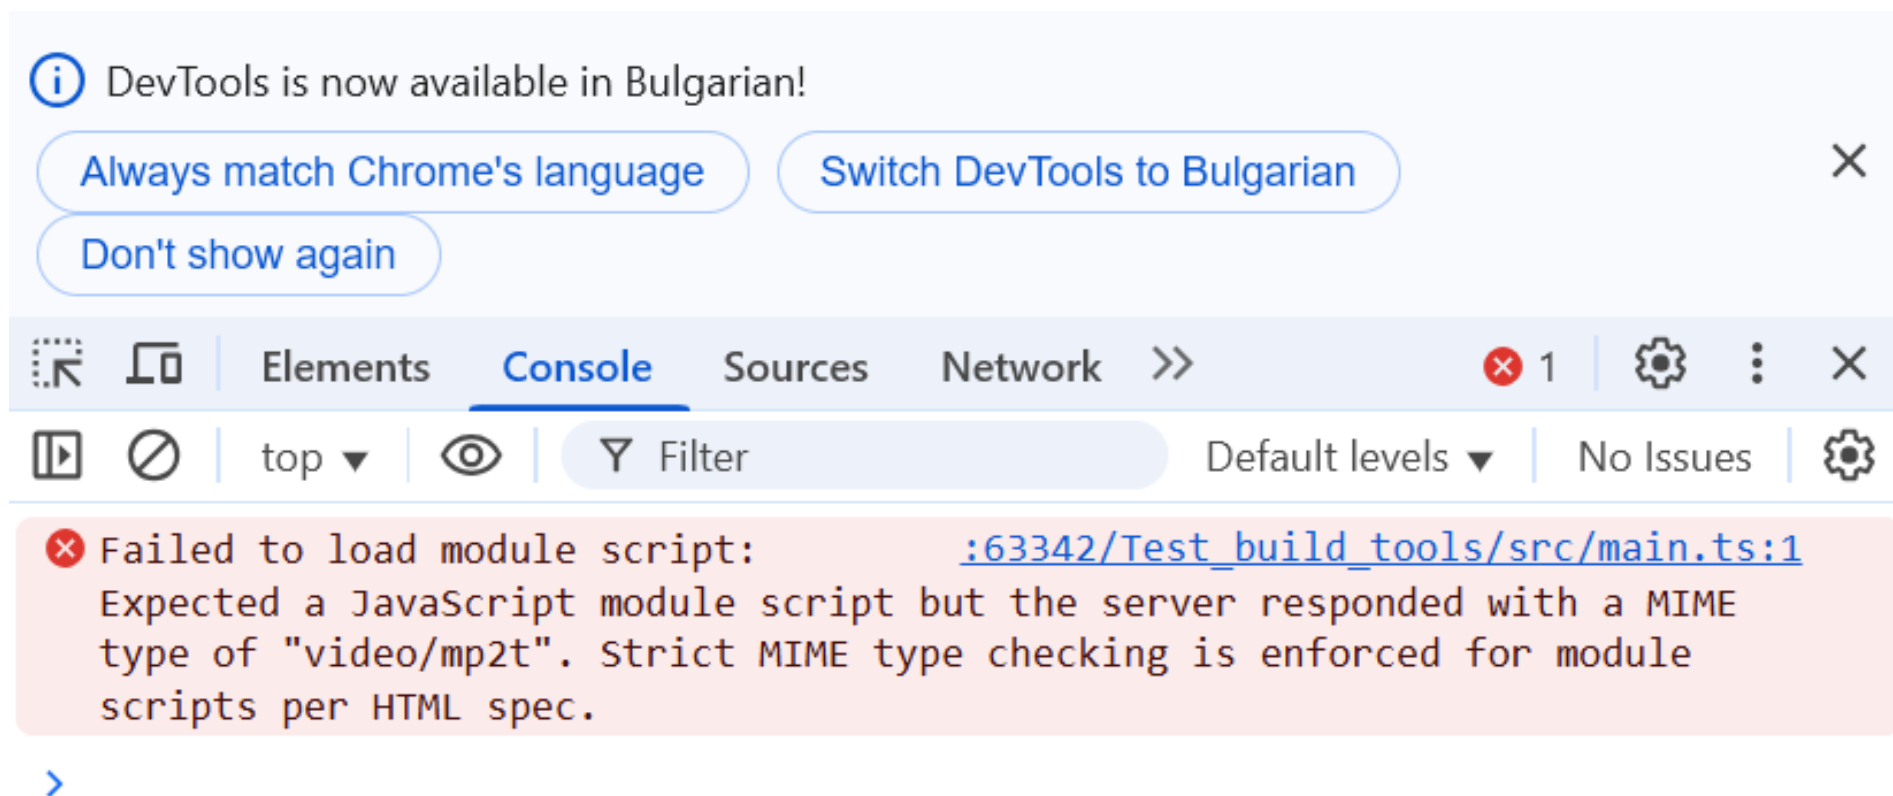 DevTools is now available in Bulgarian!
Always match Chrome's language
Switch DevTools to Bulgarian
Don't show again
Elements Console Sources Network 1
top Filter Default levels No Issues
Failed to load module script: :63342/Test_build_tools/src/main.ts:1
Expected a JavaScript module script but the server responded with a MIME
type of "video/mp2t". Strict MIME type checking is enforced for module
scripts per HTML spec.